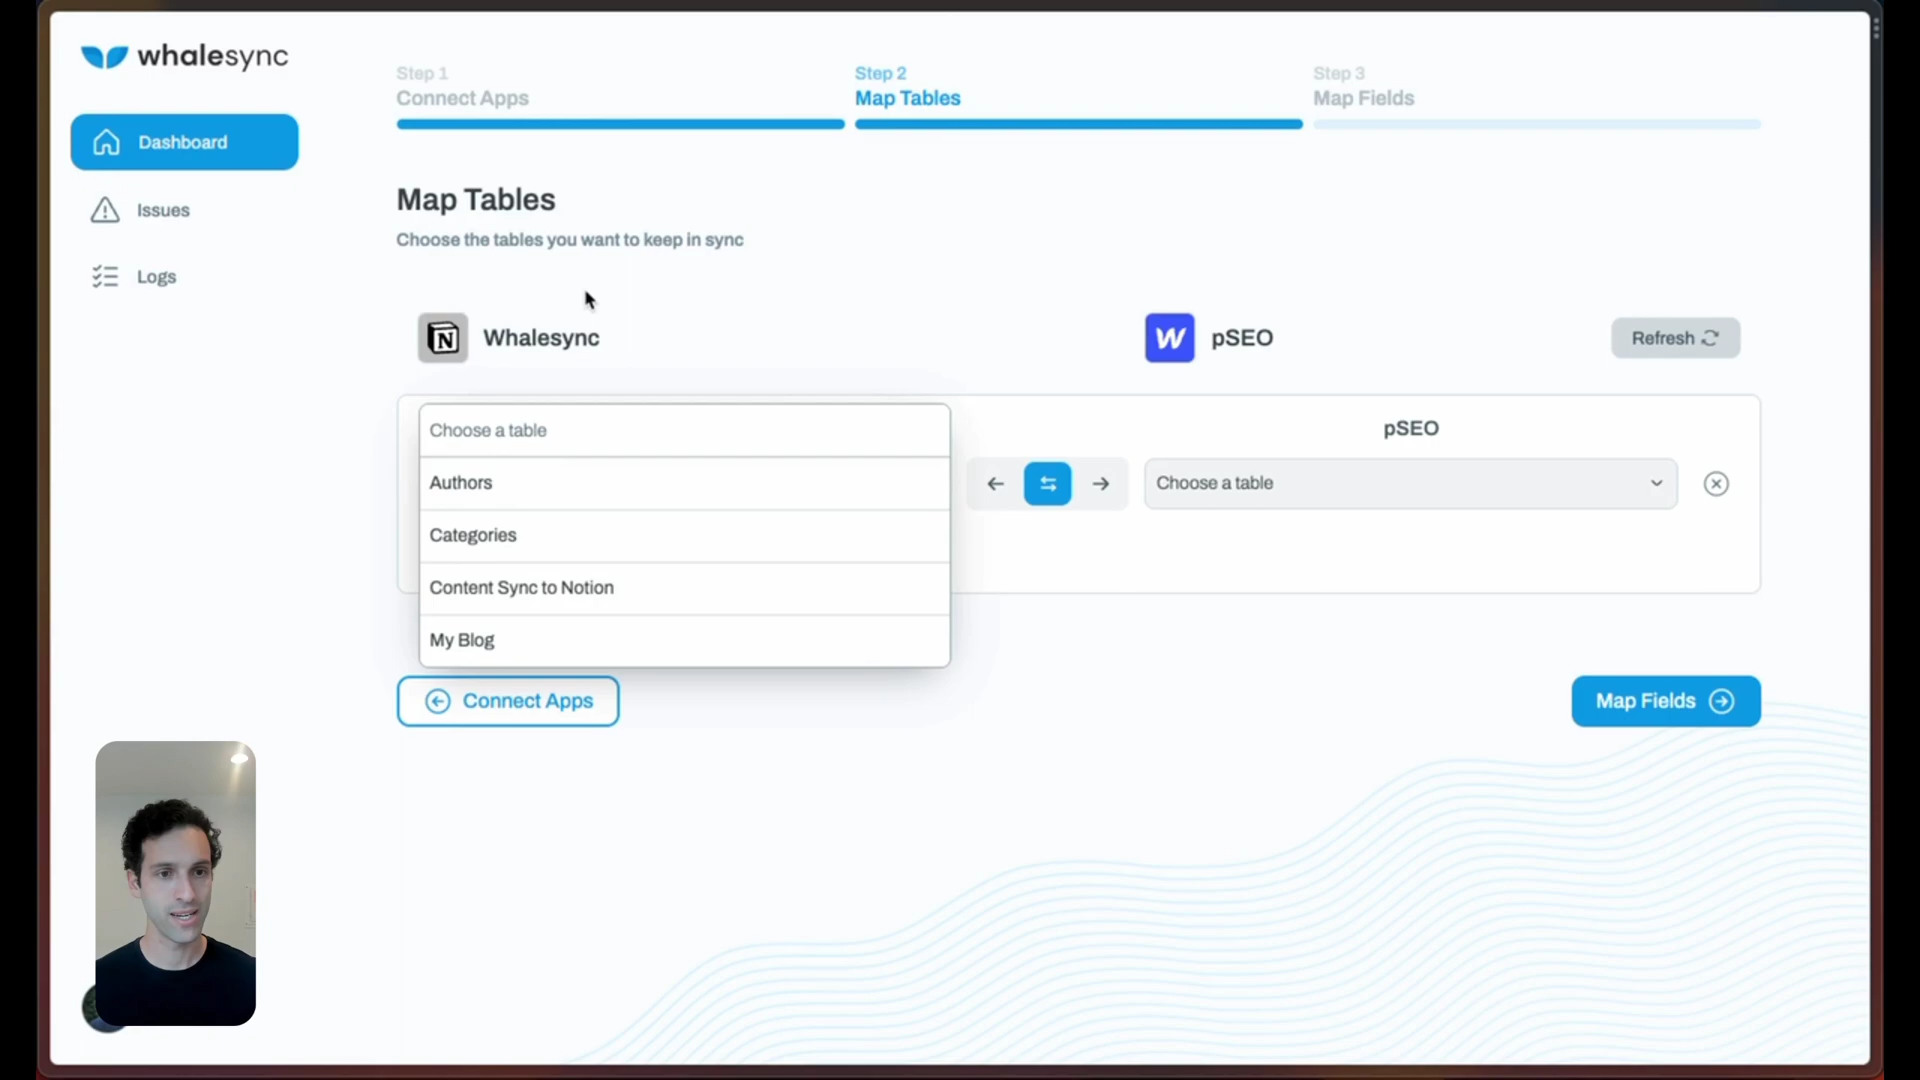 whalesync
Dashboard
Issues
Logs
Step 1
Connect Apps
Step 2
Map Tables
Step 3
Map Fields
Map Tables
Choose the tables you want to keep in sync
N
Whalesync
W
pSEO
Refresh
Choose a table
Authors
Categories
Content Sync to Notion
My Blog
pSEO
Choose a table
Connect Apps
Map Fields